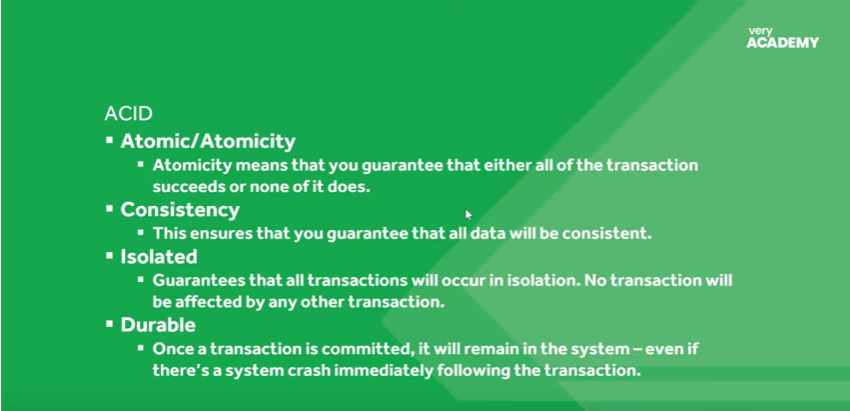 very
ACADEMY
ACID
Atomic/Atomicity
Atomicity means that you guarantee that either all of the transaction
succeeds or none of it does.
Consistency
This ensures that you guarantee that all data will be consistent.
Isolated
Guarantees that all transactions will occur in isolation. No transaction will
be affected by any other transaction.
Durable
Once a transaction is committed, it will remain in the system – even if
there's a system crash immediately following the transaction.